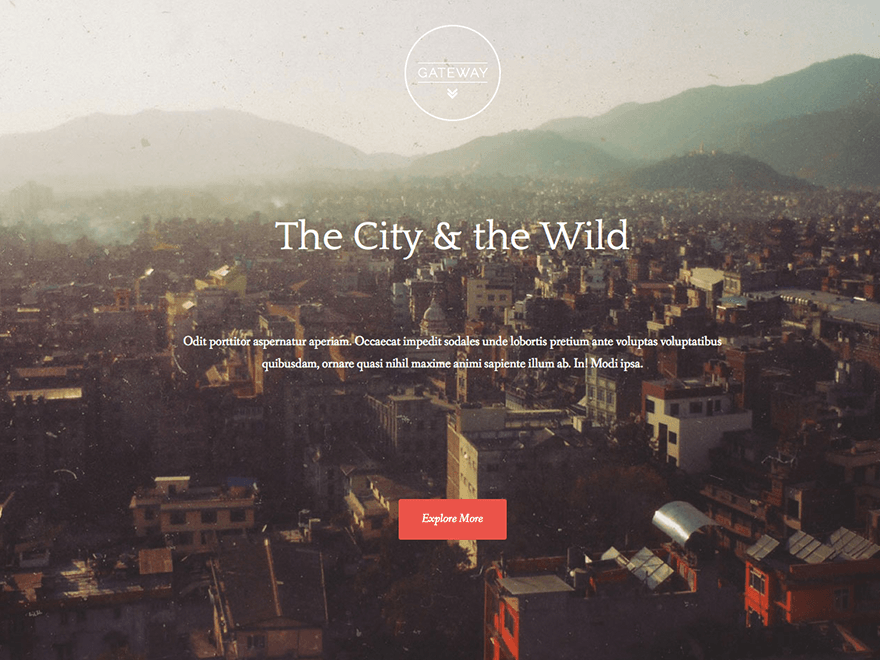 GATEWAY
The City & the Wild
Odit porttitor aspernatur aperiam. Occaecat impedit sodales unde lobortis pretium ante voluptas voluptatibus
quibusdam, ornare quasi nihil maxime animi sapiente illum ab. In! Modi ipsa.
Explore More